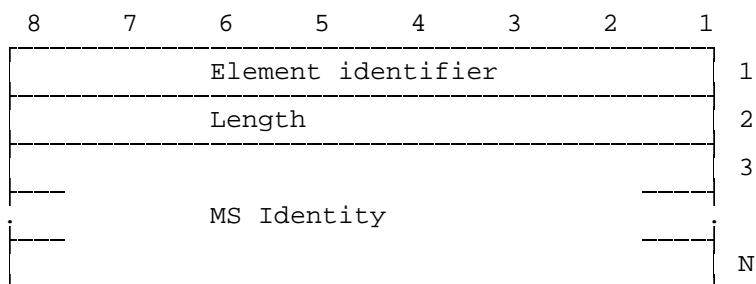 8 7 6 5 4 3 2 1
Element identifier 1
Length 2
3
. MS Identity .
N